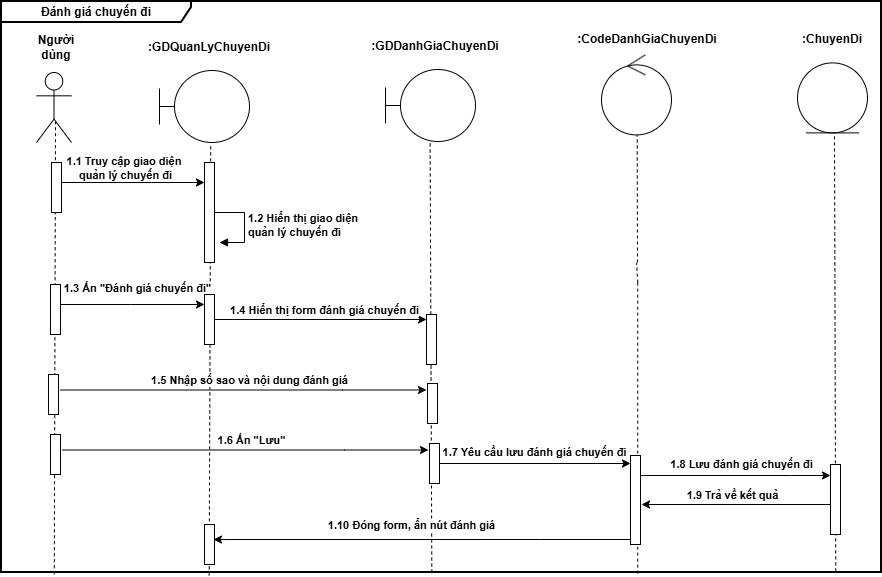 Đánh giá chuyến đi
Người
dùng
:GDQuanLyChuyenDi
:GDDanhGiaChuyenDi
:CodeDanhGiaChuyenDi
:ChuyenDi
1.1 Truy cập giao diện
quản lý chuyến đi
1.2 Hiển thị giao diện
quản lý chuyến đi
1.3 Ấn "Đánh giá chuyến đi"
1.4 Hiển thị form đánh giá chuyến đi
1.5 Nhập số sao và nội dung đánh giá
1.6 Ấn "Lưu"
1.7 Yêu cầu lưu đánh giá chuyến đi
1.8 Lưu đánh giá chuyến đi
1.9 Trả về kết quả
1.10 Đóng form, ẩn nút đánh giá